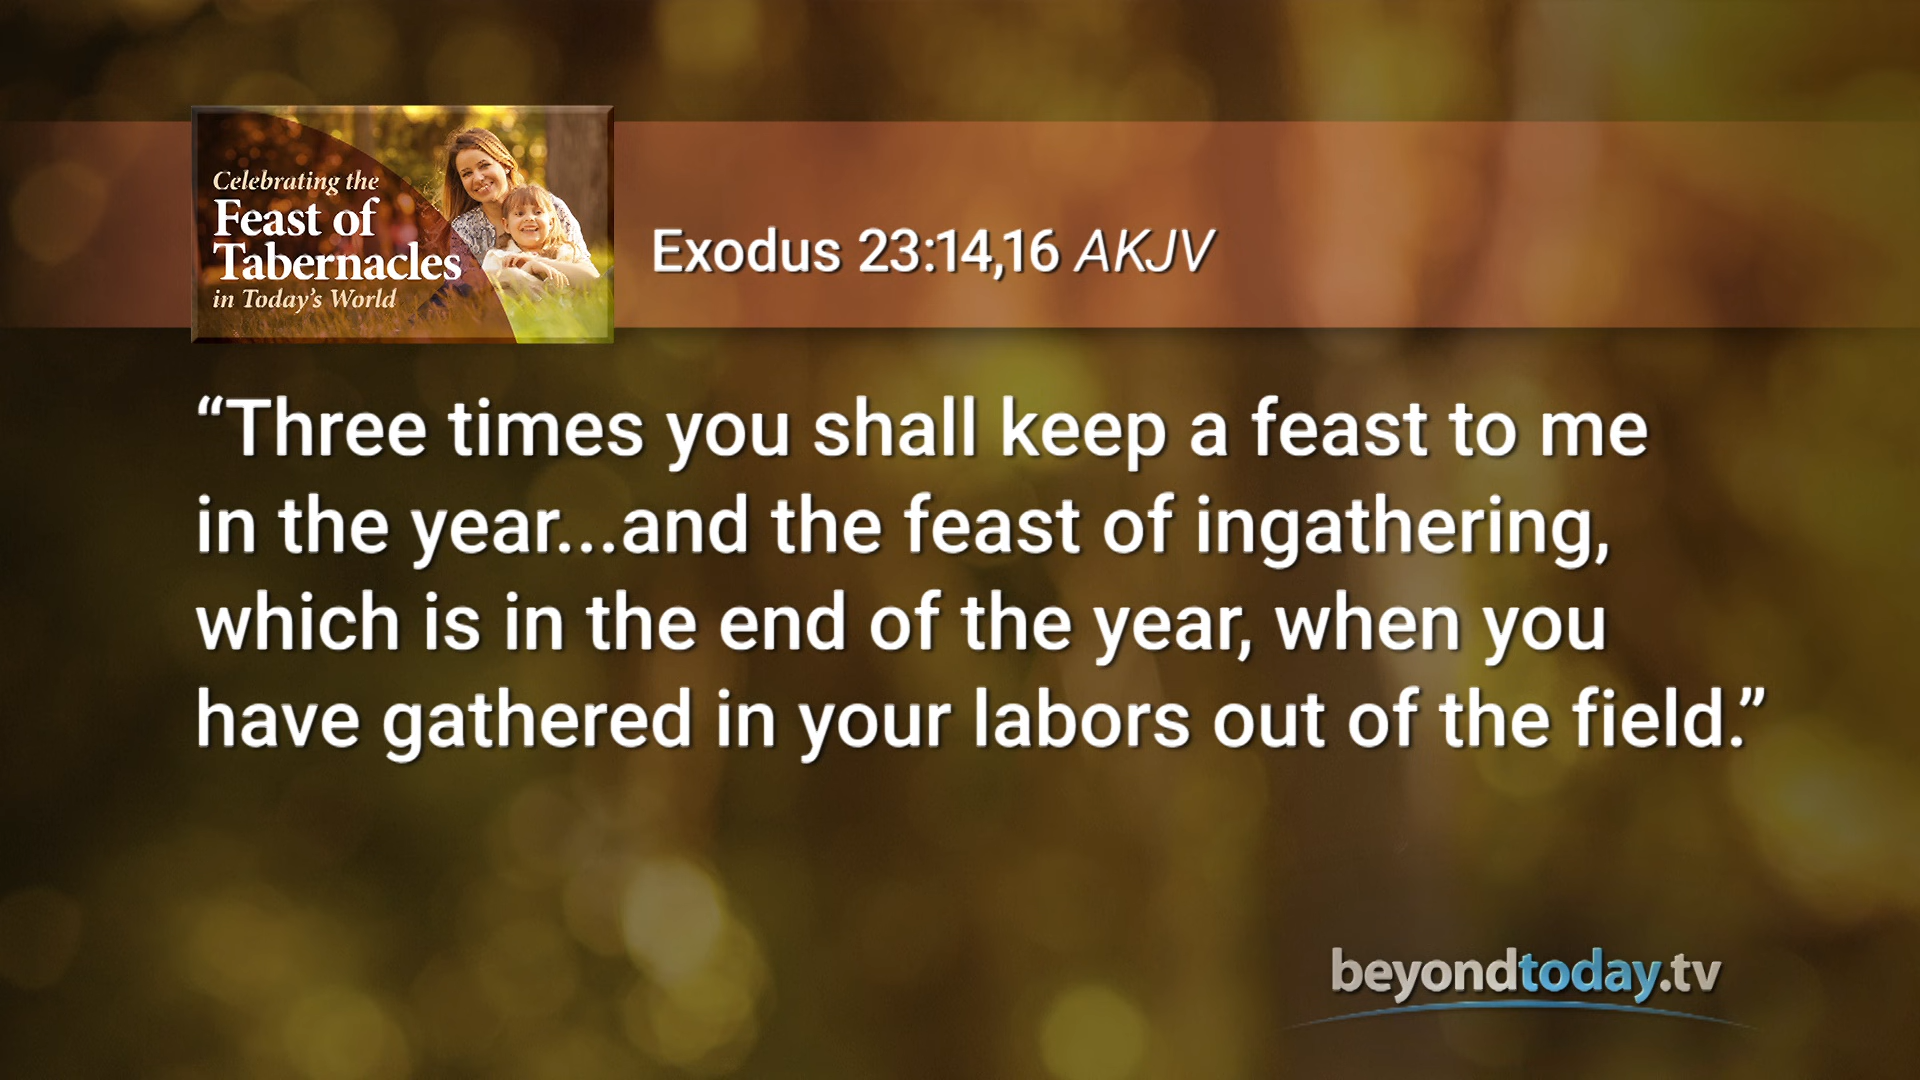 Celebrating the
Feast of
Tabernacles
in Today's World
Exodus 23:14,16 AKJV
“Three times you shall keep a feast to me
in the year...and the feast of ingathering,
which is in the end of the year, when you
have gathered in your labors out of the field.”
beyondtoday.tv